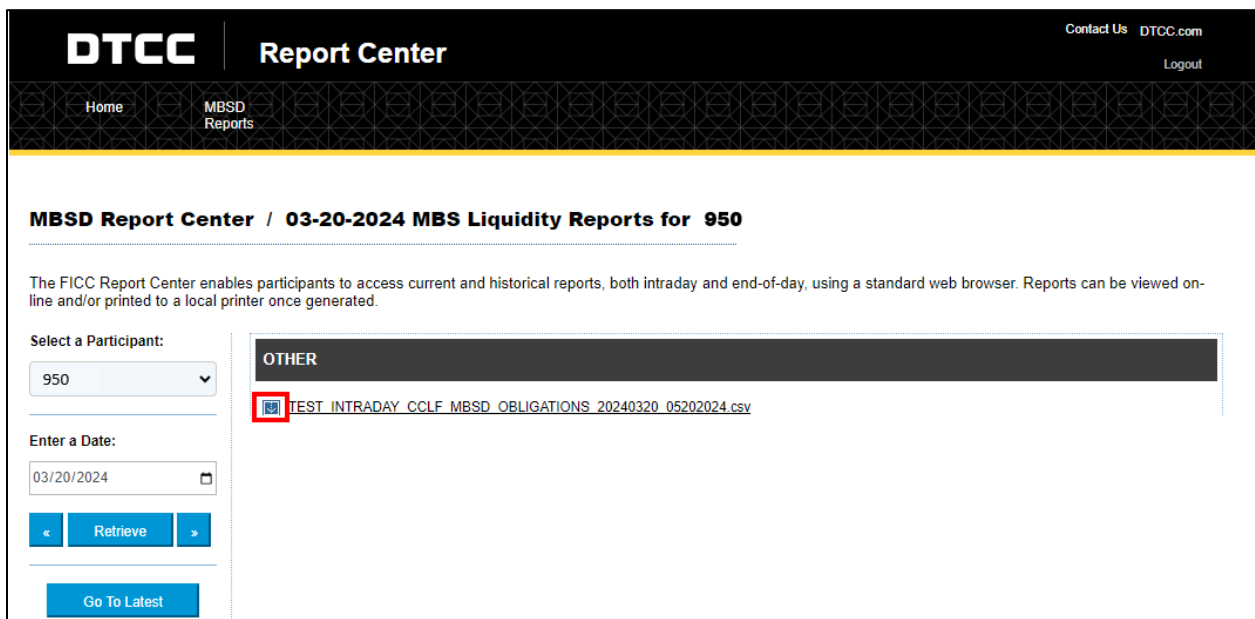 DTCC
Report Center
Contact Us DTCC.com
Logout
Home
MBSD
Reports
MBSD Report Center / 03-20-2024 MBS Liquidity Reports for 950
The FICC Report Center enables participants to access current and historical reports, both intraday and end-of-day, using a standard web browser. Reports can be viewed on-
line and/or printed to a local printer once generated.
Select a Participant:
950
Enter a Date:
03/20/2024
« Retrieve »
Go To Latest
OTHER
TEST_INTRADAY_CCLF_MBSD_OBLIGATIONS_20240320_05202024.csv